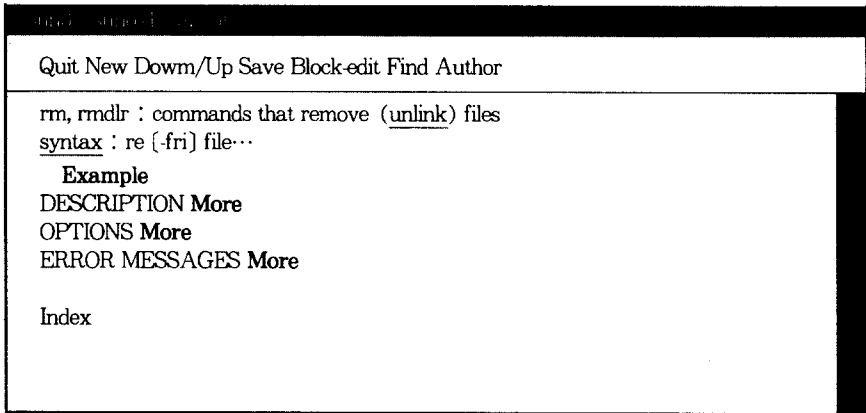 Quit New Dowm/Up Save Block-edit Find Author
rm, rmdlr : commands that remove (unlink) files
syntax : re [-fri] file…
Example
DESCRIPTION More
OPTIONS More
ERROR MESSAGES More
Index